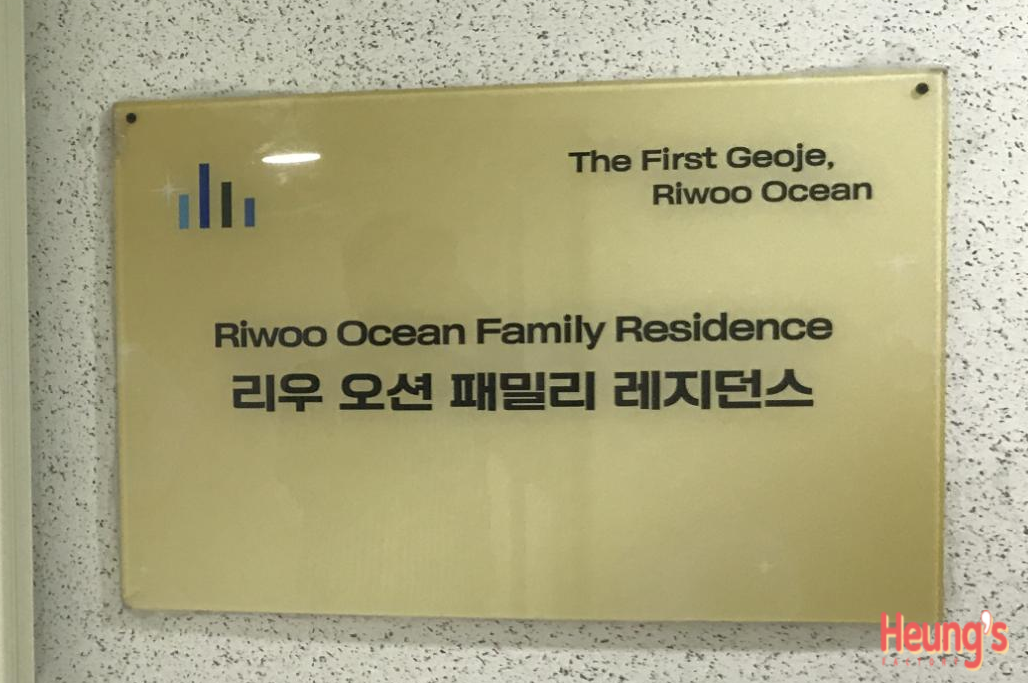 The First Geoje,
Riwoo Ocean
Riwoo Ocean Family Residence
리우 오션 패밀리 레지던스
Heung's